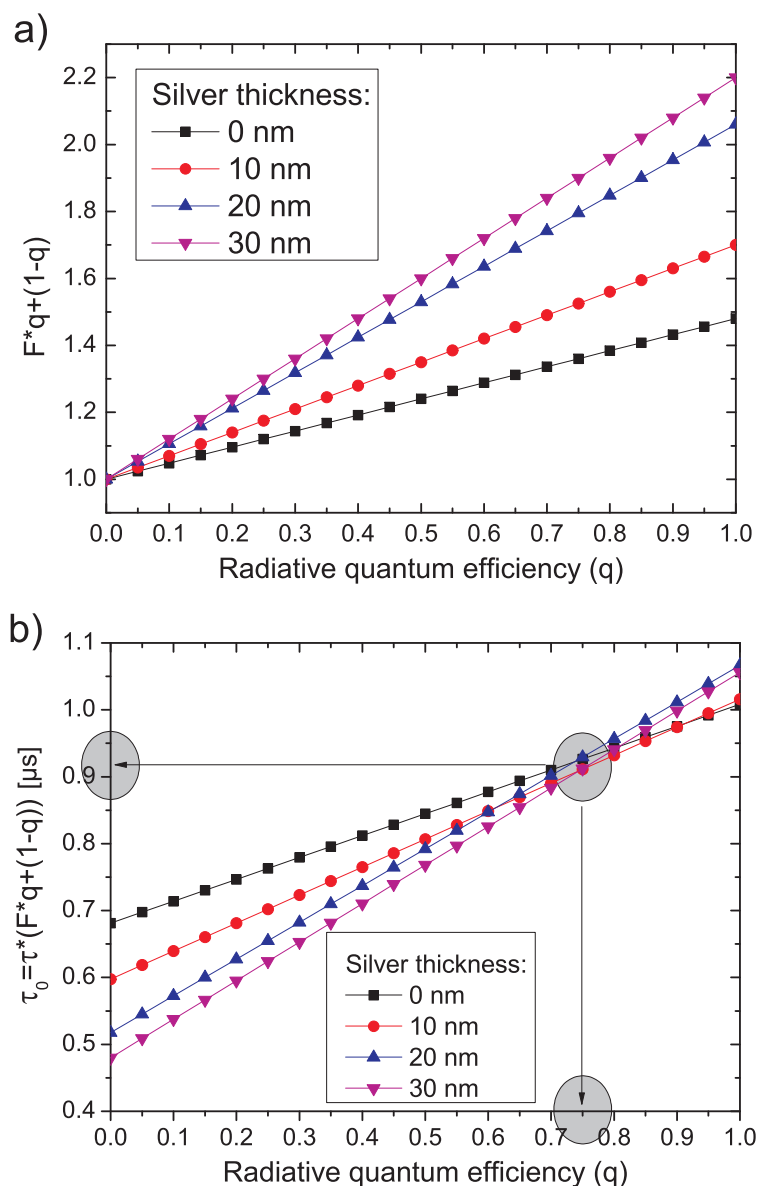 a)
2.2
2.0
1.8
1.6
1.4
1.2
1.0
F*q+(1-q)
Silver thickness:
0 nm
10 nm
20 nm
30 nm
0.0 0.1 0.2 0.3 0.4 0.5 0.6 0.7 0.8 0.9 1.0
Radiative quantum efficiency (q)
b)
1.1
1.0
0.9
0.8
0.7
0.6
0.5
0.4
τ₀=τ*(F*q+(1-q)) [µs]
Silver thickness:
0 nm
10 nm
20 nm
30 nm
0.0 0.1 0.2 0.3 0.4 0.5 0.6 0.7 0.8 0.9 1.0
Radiative quantum efficiency (q)